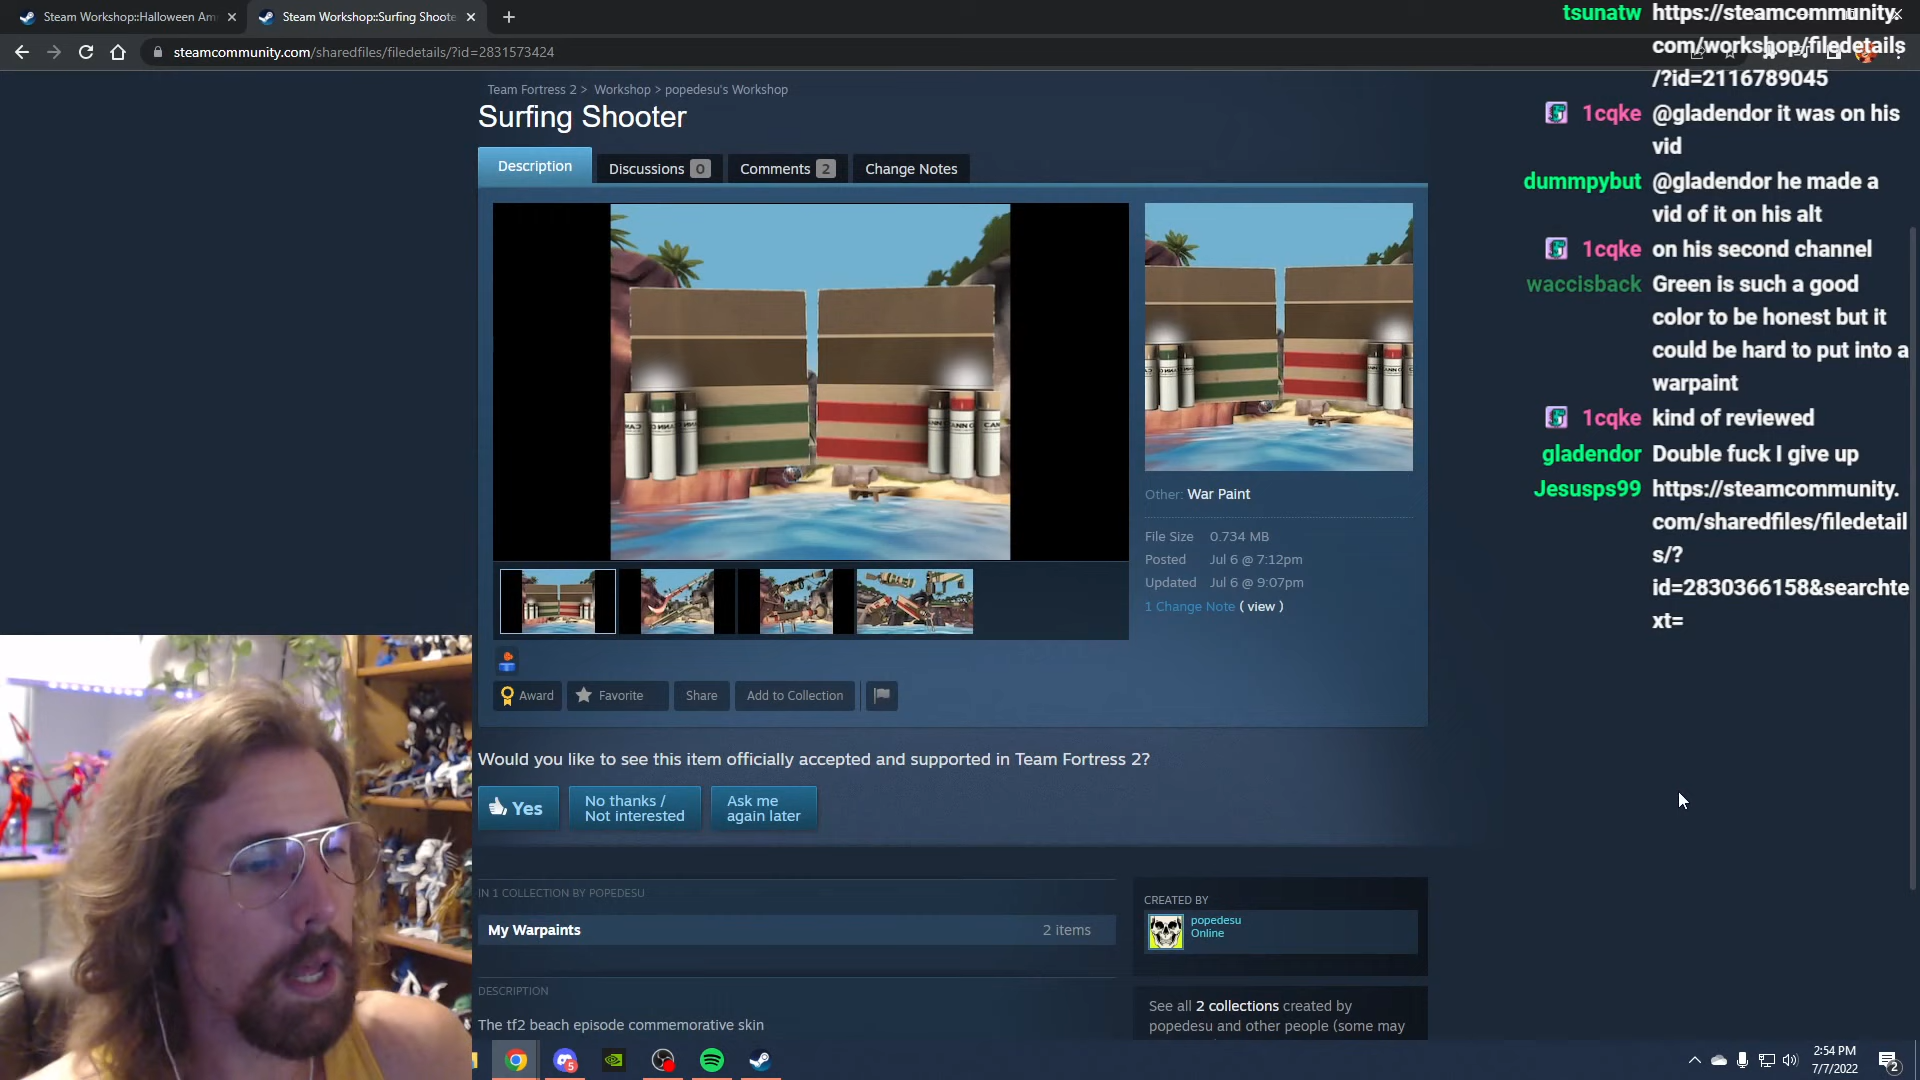 Steam Workshop::Halloween Am
Steam Workshop::Surfing Shoote
steamcommunity.com/sharedfiles/filedetails/?id=2831573424
Team Fortress 2 > Workshop > popedesu's Workshop
Surfing Shooter
Description
Discussions 0
Comments 2
Change Notes
Other: War Paint
File Size 0.734 MB
Posted Jul 6 @ 7:12pm
Updated Jul 6 @ 9:07pm
1 Change Note ( view )
Award
Favorite
Share
Add to Collection
Would you like to see this item officially accepted and supported in Team Fortress 2?
Yes
No thanks /
Not interested
Ask me
again later
IN 1 COLLECTION BY POPEDESU
My Warpaints 2 items
DESCRIPTION
The tf2 beach episode commemorative skin
CREATED BY
popedesu
Online
See all 2 collections created by
popedesu and other people (some may
tsunatw https://steamcommunity.
com/workshop/filedetails
/?id=2116789045
1cqke @gladendor it was on his
vid
dummpybut @gladendor he made a
vid of it on his alt
1cqke on his second channel
waccisback Green is such a good
color to be honest but it
could be hard to put into a
warpaint
1cqke kind of reviewed
gladendor Double fuck I give up
Jesusps99 https://steamcommunity.
com/sharedfiles/filedetail
s/?
id=2830366158&searchte
xt=
5
2:54 PM
7/7/2022
2